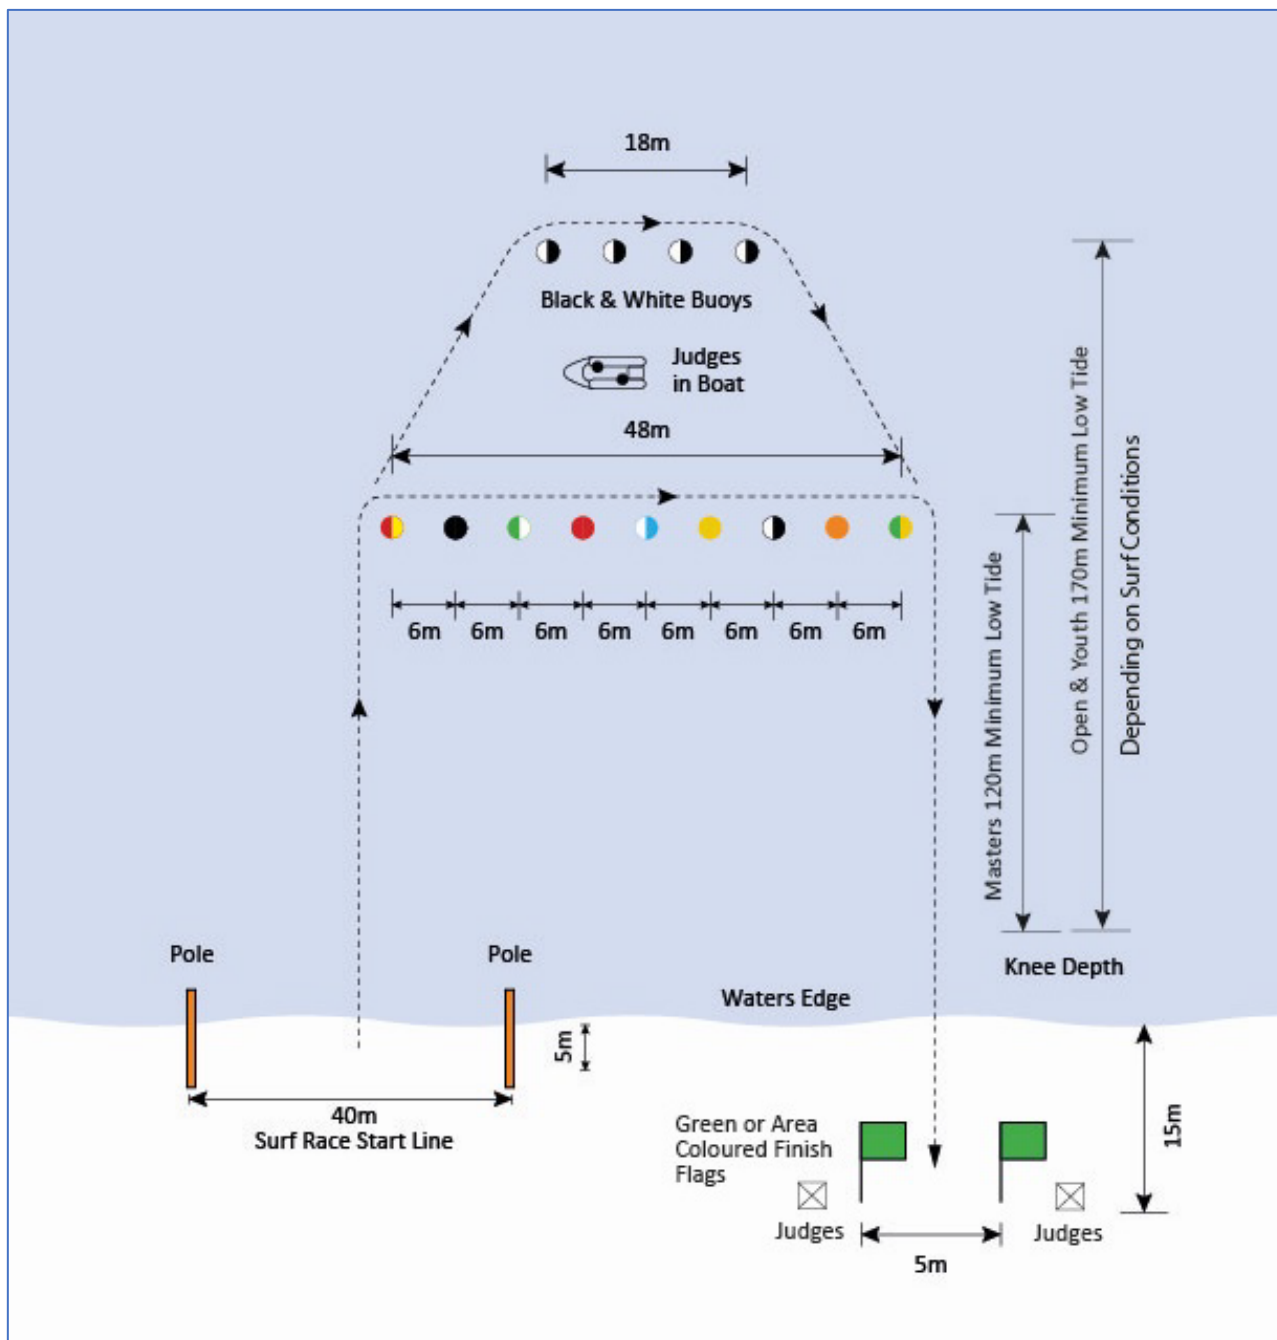 18m
Black & White Buoys
Judges
in Boat
48m
6m 6m 6m 6m 6m 6m 6m 6m
Masters 120m Minimum Low Tide
Open & Youth 170m Minimum Low Tide
Depending on Surf Conditions
Pole
Pole
Knee Depth
Waters Edge
5m
40m
Surf Race Start Line
Green or Area
Coloured Finish
Flags
15m
Judges
Judges
5m